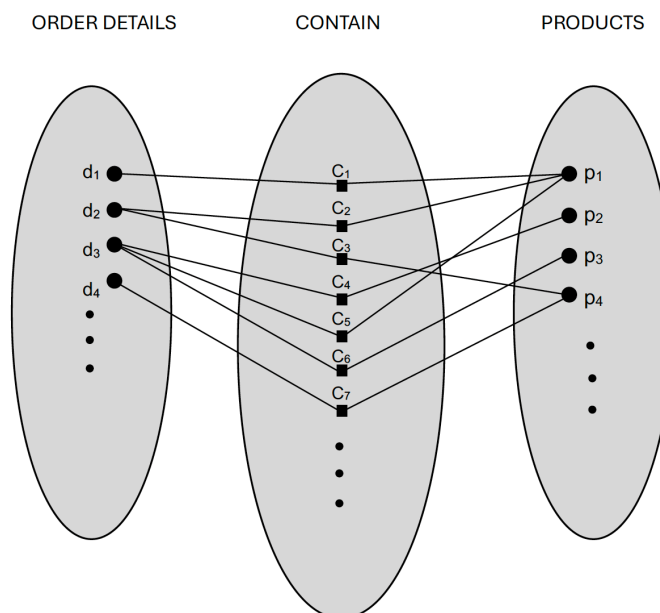 ORDER DETAILS CONTAIN PRODUCTS
d₁ C₁ p₁
d₂ C₂ p₂
d₃ C₃ p₃
d₄ C₄ p₄
C₅
C₆
C₇